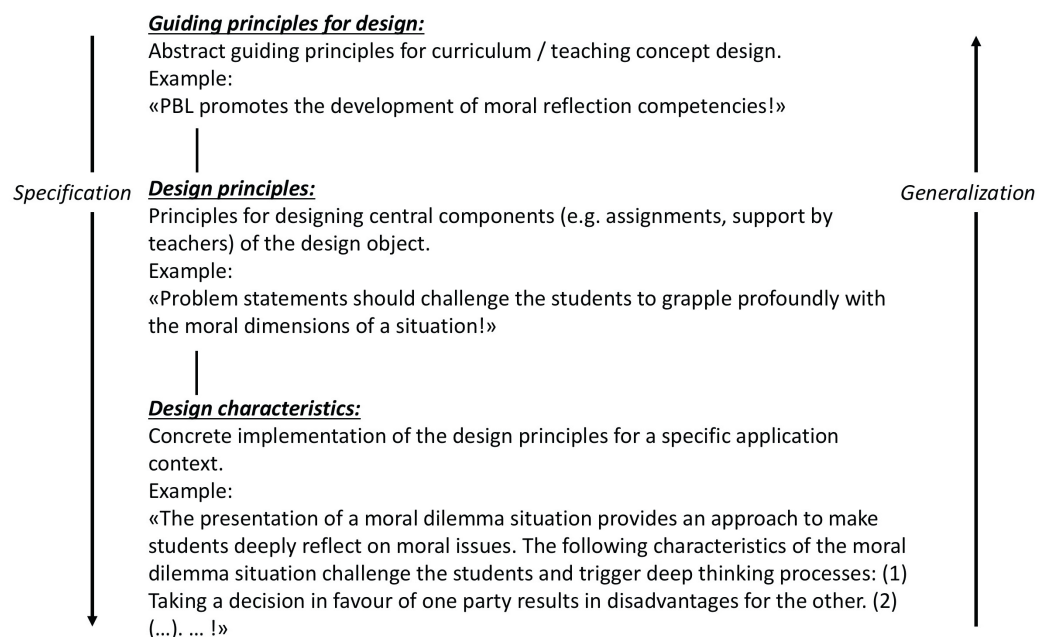 Guiding principles for design:
Abstract guiding principles for curriculum / teaching concept design.
Example:
«PBL promotes the development of moral reflection competencies!»
Specification
Design principles:
Generalization
Principles for designing central components (e.g. assignments, support by
teachers) of the design object.
Example:
«Problem statements should challenge the students to grapple profoundly with
the moral dimensions of a situation!»
Design characteristics:
Concrete implementation of the design principles for a specific application
context.
Example:
«The presentation of a moral dilemma situation provides an approach to make
students deeply reflect on moral issues. The following characteristics of the moral
dilemma situation challenge the students and trigger deep thinking processes: (1)
Taking a decision in favour of one party results in disadvantages for the other. (2)
(...). ... !»